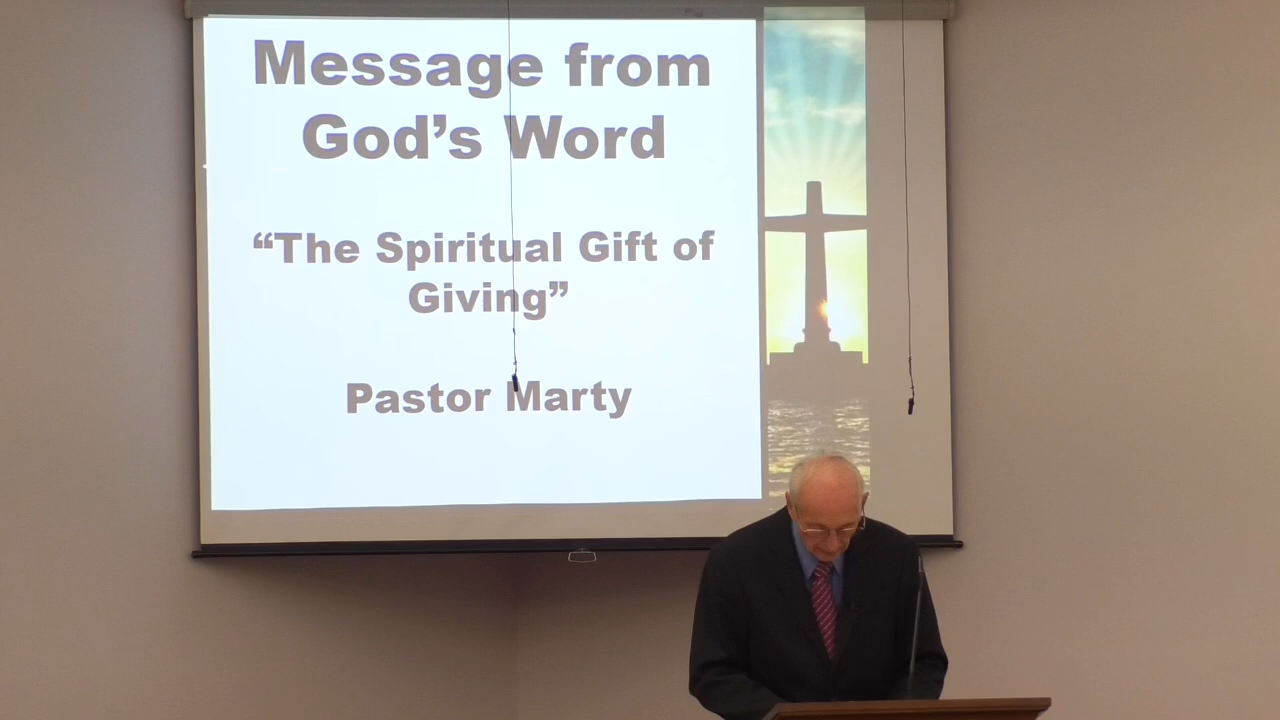 Message from
God’s Word
“The Spiritual Gift of
Giving”
Pastor Marty